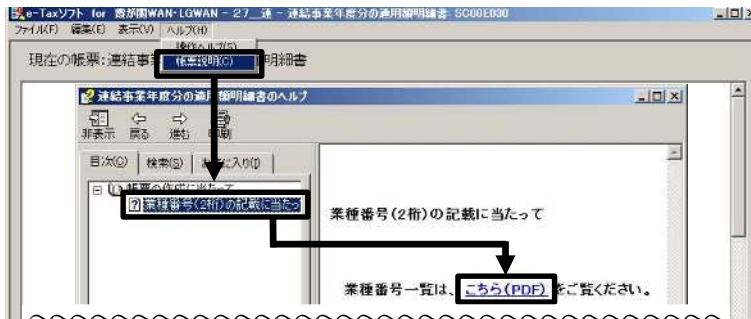 e-Taxソフト for 霞が関WAN・LGWAN - 27__連 - 連結事業年度分の適用額明細書: SC00E030
ファイル(F) 編集(E) 表示(V) ヘルプ(H)
操作ヘルプ(S)
現在の帳票:連結事 帳票説明(C) 明細書
連結事業年度分の適用額明細書のヘルプ
非表示 戻る 進む 印刷
目次(C) 検索(S) お気に入り(I)
帳票の作成に当たって
業種番号(2桁)の記載に当たっ
業種番号(2桁)の記載に当たって
業種番号一覧は、こちら(PDF)をご覧ください。